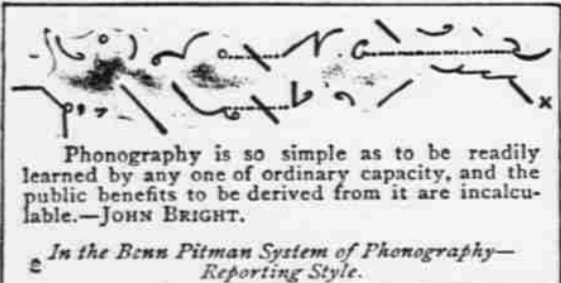 Phonography is so simple as to be readily
learned by any one of ordinary capacity, and the
public benefits to be derived from it are incalcu-
lable.—JOHN BRIGHT.
In the Benn Pitman System of Phonography—
Reporting Style.